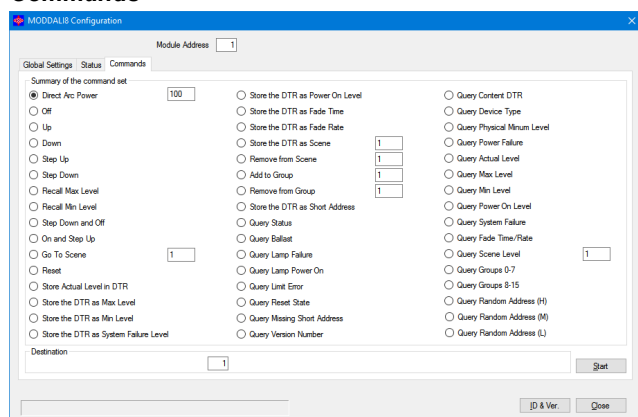 Commands
MODDALI8 Configuration
Module Address 1
Global Settings Status Commands
Summary of the command set
Direct Arc Power 100
Off
Up
Down
Step Up
Step Down
Recall Max Level
Recall Min Level
Step Down and Off
On and Step Up
Go To Scene 1
Reset
Store Actual Level in DTR
Store the DTR as Max Level
Store the DTR as Min Level
Store the DTR as System Failure Level
Store the DTR as Power On Level
Store the DTR as Fade Time
Store the DTR as Fade Rate
Store the DTR as Scene 1
Remove from Scene 1
Add to Group 1
Remove from Group 1
Store the DTR as Short Address
Query Status
Query Ballast
Query Lamp Failure
Query Lamp Power On
Query Limit Error
Query Reset State
Query Missing Short Address
Query Version Number
Query Content DTR
Query Device Type
Query Physical Minum Level
Query Power Failure
Query Actual Level
Query Max Level
Query Min Level
Query Power On Level
Query System Failure
Query Fade Time/Rate
Query Scene Level 1
Query Groups 0-7
Query Groups 8-15
Query Random Address (H)
Query Random Address (M)
Query Random Address (L)
Destination
1
Start
ID & Ver. Close